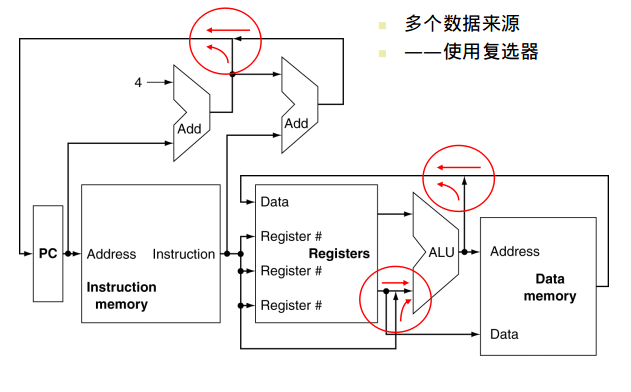 多个数据来源
——使用复选器
4
Add
Add
PC
Address
Instruction
Instruction
memory
Data
Register #
Registers
Register #
Register #
ALU
Address
Data
memory
Data